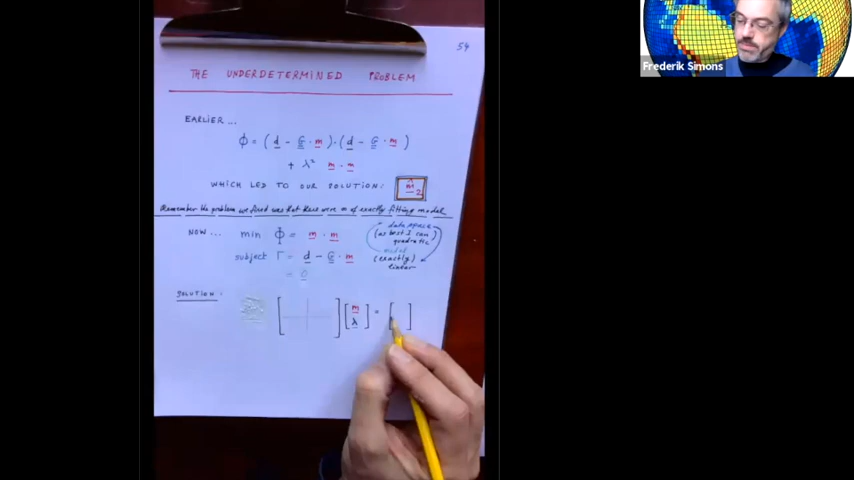 54
THE UNDERDETERMINED PROBLEM
EARLIER...
Φ = (d - G · m) · (d - G · m)
+ λ² m · m
WHICH LED TO OUR SOLUTION: m̂₂
Remember the problem we faced was that there were ∞ of exactly fitting model
NOW... min Φ = m · m
subject Γ = d - G · m
= 0
data space
(as best I can)
quadratic
model
(exactly)
linear
SOLUTION:
[ ] [ m λ ] = [ ]
Frederik Simons